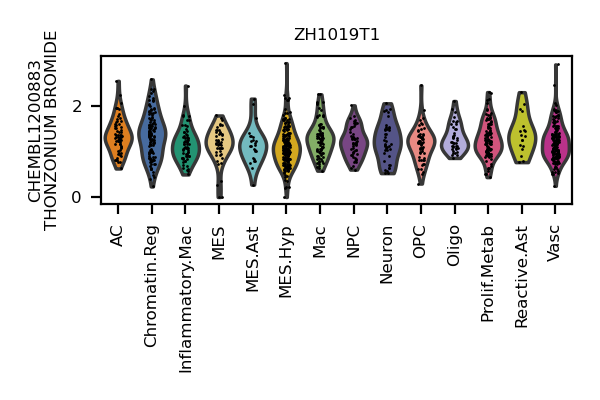 ZH1019T1
CHEMBL1200883
THONZONIUM BROMIDE
2
0
AC
Chromatin.Reg
Inflammatory.Mac
MES
MES.Ast
MES.Hyp
Mac
NPC
Neuron
OPC
Oligo
Prolif.Metab
Reactive.Ast
Vasc